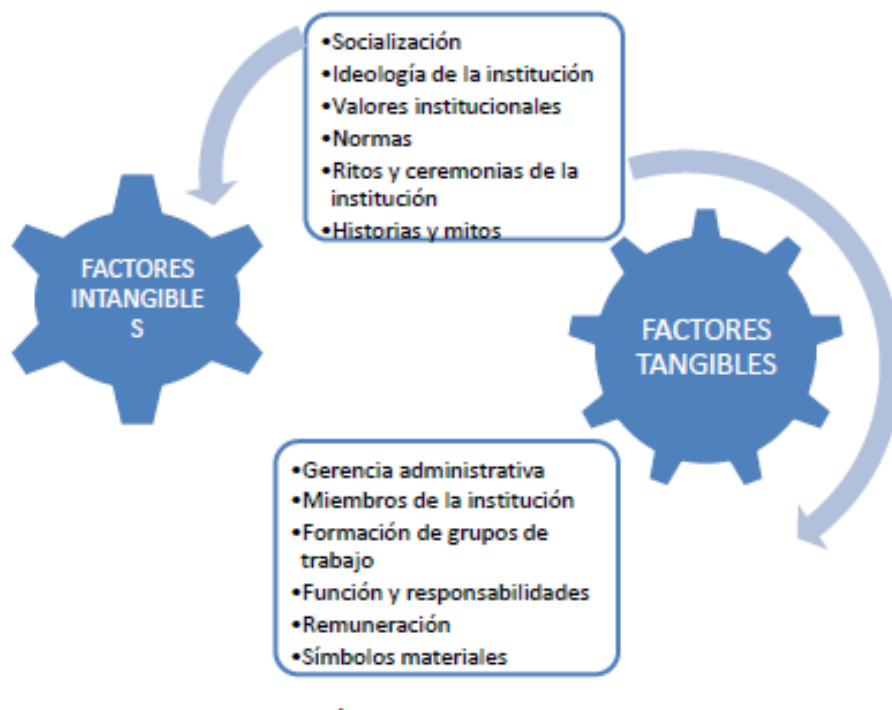 •Socialización
•Ideología de la institución
•Valores institucionales
•Normas
•Ritos y ceremonias de la
institución
•Historias y mitos
FACTORES
INTANGIBLE
S
FACTORES
TANGIBLES
•Gerencia administrativa
•Miembros de la institución
•Formación de grupos de
trabajo
•Función y responsabilidades
•Remuneración
•Símbolos materiales